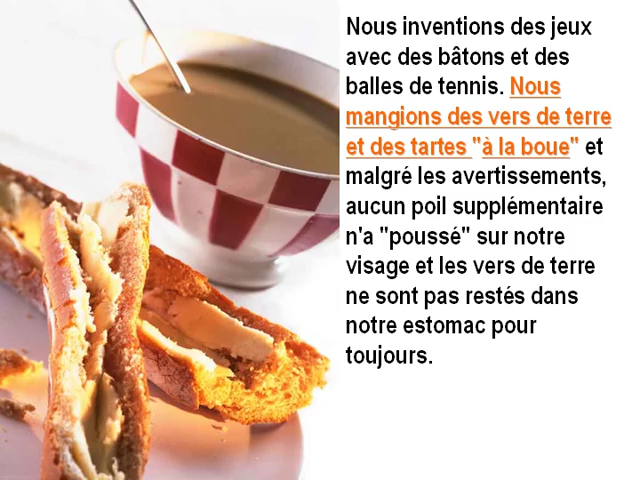 Nous inventions des jeux
avec des bâtons et des
balles de tennis. Nous
mangions des vers de terre
et des tartes "à la boue" et
malgré les avertissements,
aucun poil supplémentaire
n'a "poussé" sur notre
visage et les vers de terre
ne sont pas restés dans
notre estomac pour
toujours.